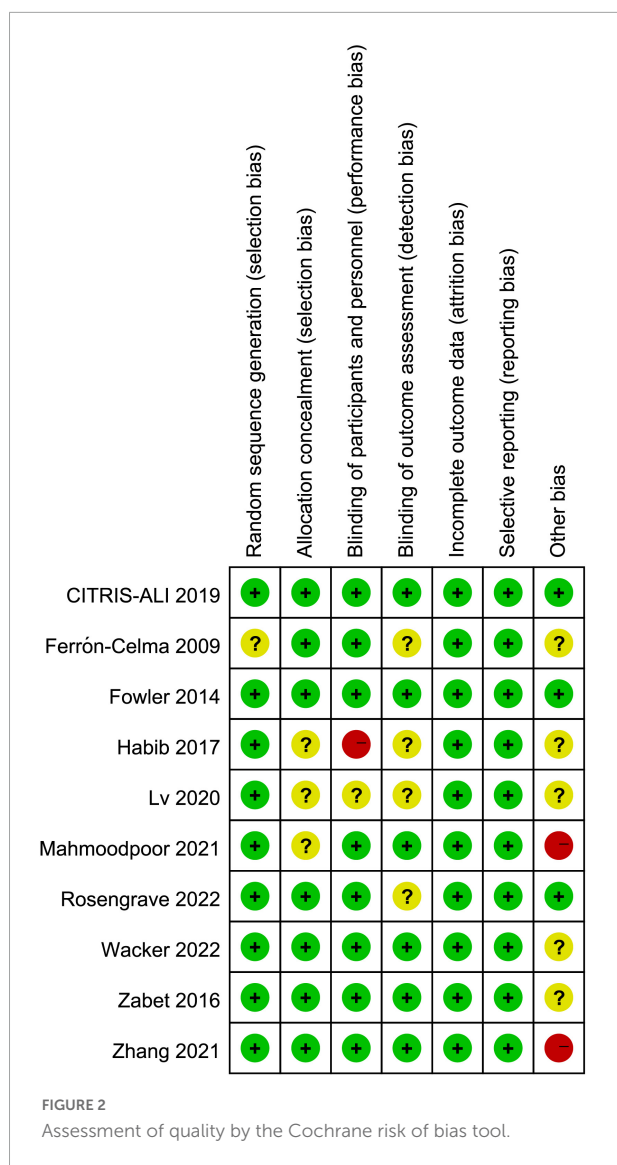 Random sequence generation (selection bias)
Allocation concealment (selection bias)
Blinding of participants and personnel (performance bias)
Blinding of outcome assessment (detection bias)
Incomplete outcome data (attrition bias)
Selective reporting (reporting bias)
Other bias
CITRIS-ALI 2019 + + + + + + +
Ferrón-Celma 2009 ? + + ? + + ?
Fowler 2014 + + + + + + +
Habib 2017 + ? – ? + + ?
Lv 2020 + ? ? ? + + ?
Mahmoodpoor 2021 + ? + + + + –
Rosengrave 2022 + + + ? + + +
Wacker 2022 + + + + + + ?
Zabet 2016 + + + + + + ?
Zhang 2021 + + + + + + –
FIGURE 2
Assessment of quality by the Cochrane risk of bias tool.